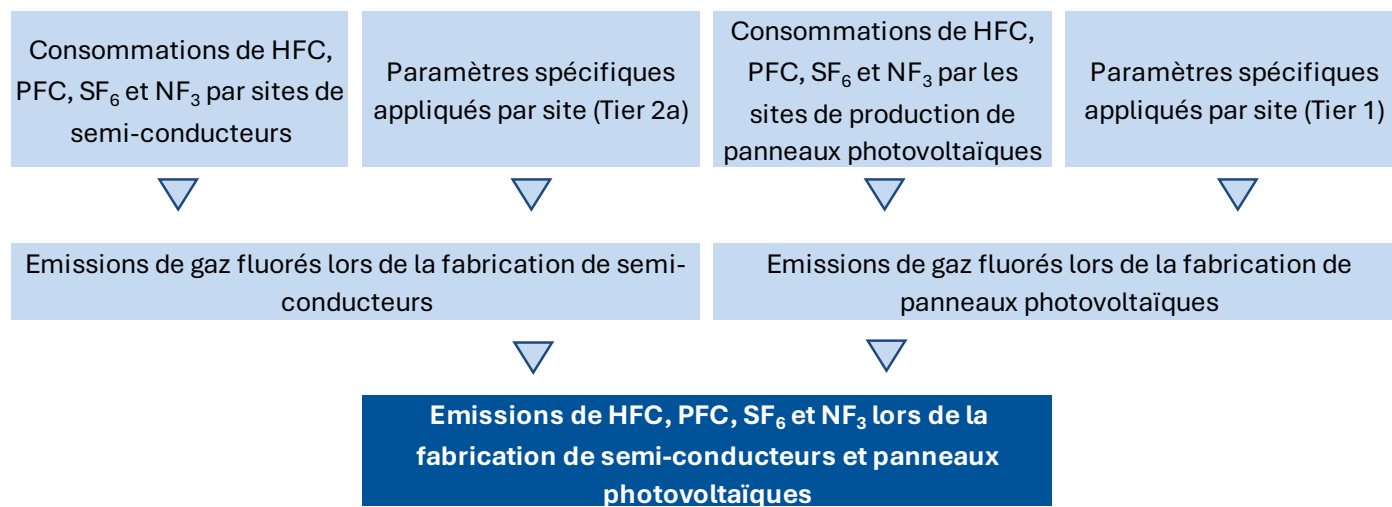 Consommations de HFC,
PFC, SF₆ et NF₃ par sites de
semi-conducteurs
Paramètres spécifiques
appliqués par site (Tier 2a)
Consommations de HFC,
PFC, SF₆ et NF₃ par les
sites de production de
panneaux photovoltaïques
Paramètres spécifiques
appliqués par site (Tier 1)
Emissions de gaz fluorés lors de la fabrication de semi-
conducteurs
Emissions de gaz fluorés lors de la fabrication de
panneaux photovoltaïques
Emissions de HFC, PFC, SF₆ et NF₃ lors de la
fabrication de semi-conducteurs et panneaux
photovoltaïques